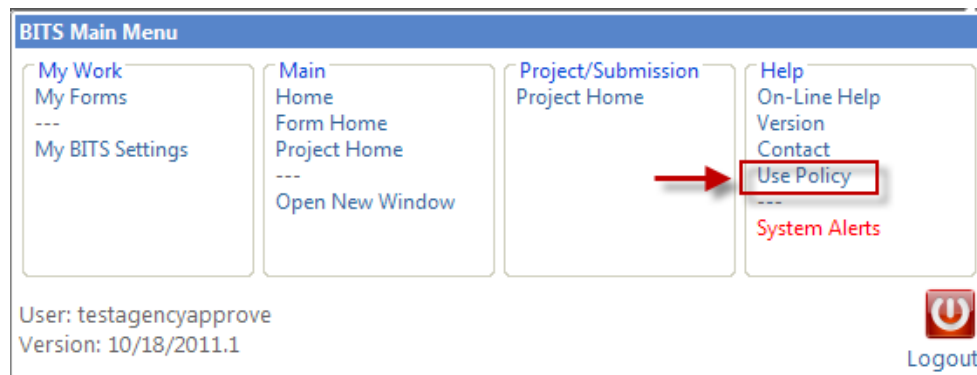 BITS Main Menu
My Work
My Forms
---
My BITS Settings
Main
Home
Form Home
Project Home
---
Open New Window
Project/Submission
Project Home
Help
On-Line Help
Version
Contact
Use Policy
---
System Alerts
User: testagencyapprove
Version: 10/18/2011.1
Logout